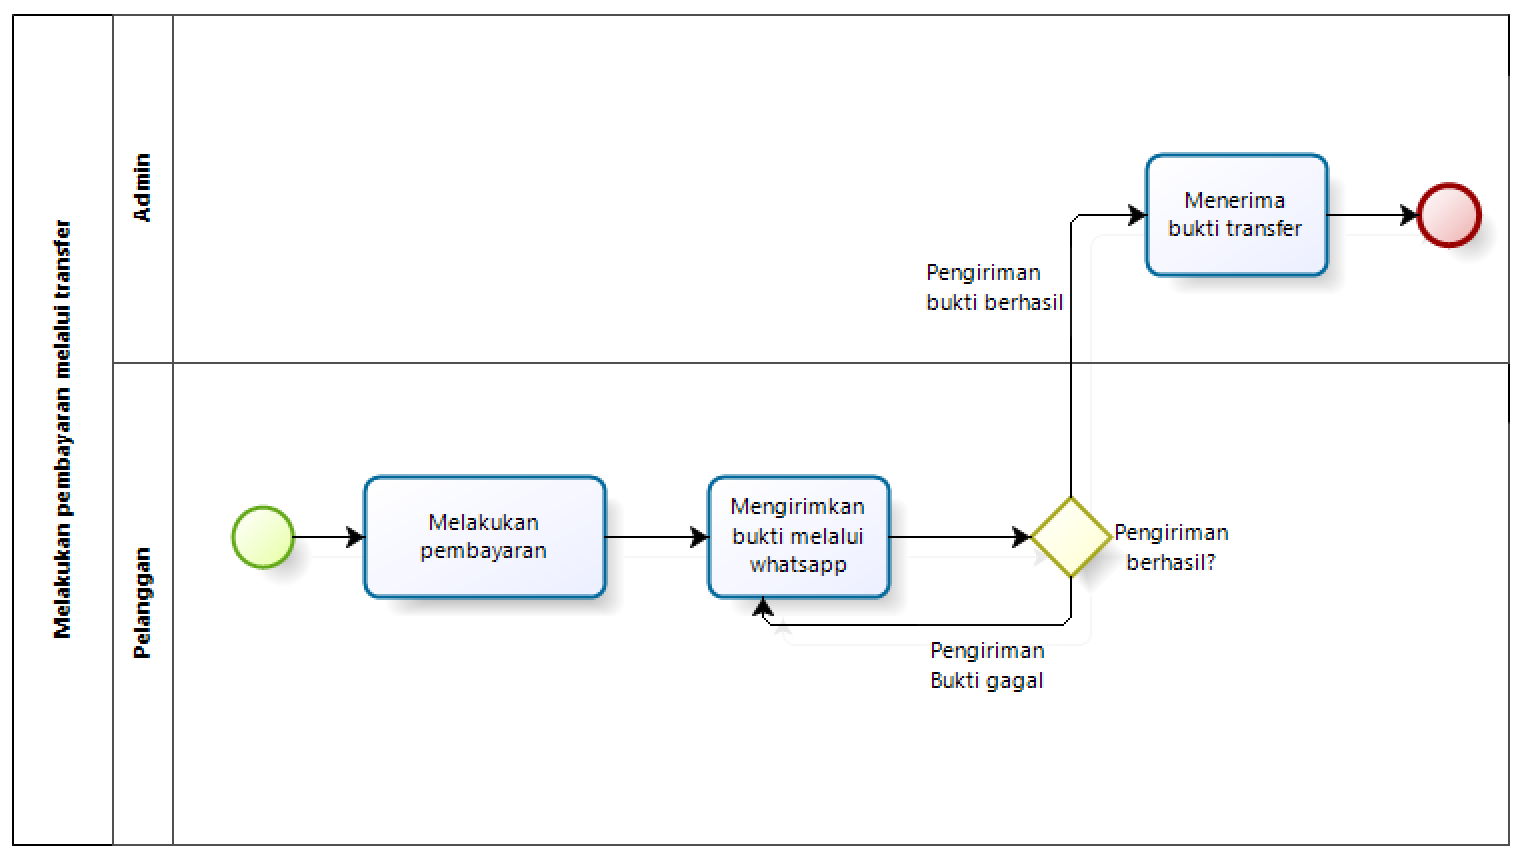 Melakukan pembayaran melalui transfer
Admin
Menerima
bukti transfer
Pengiriman
bukti berhasil
Pelanggan
Melakukan
pembayaran
Mengirimkan
bukti melalui
whatsapp
Pengiriman
berhasil?
Pengiriman
Bukti gagal